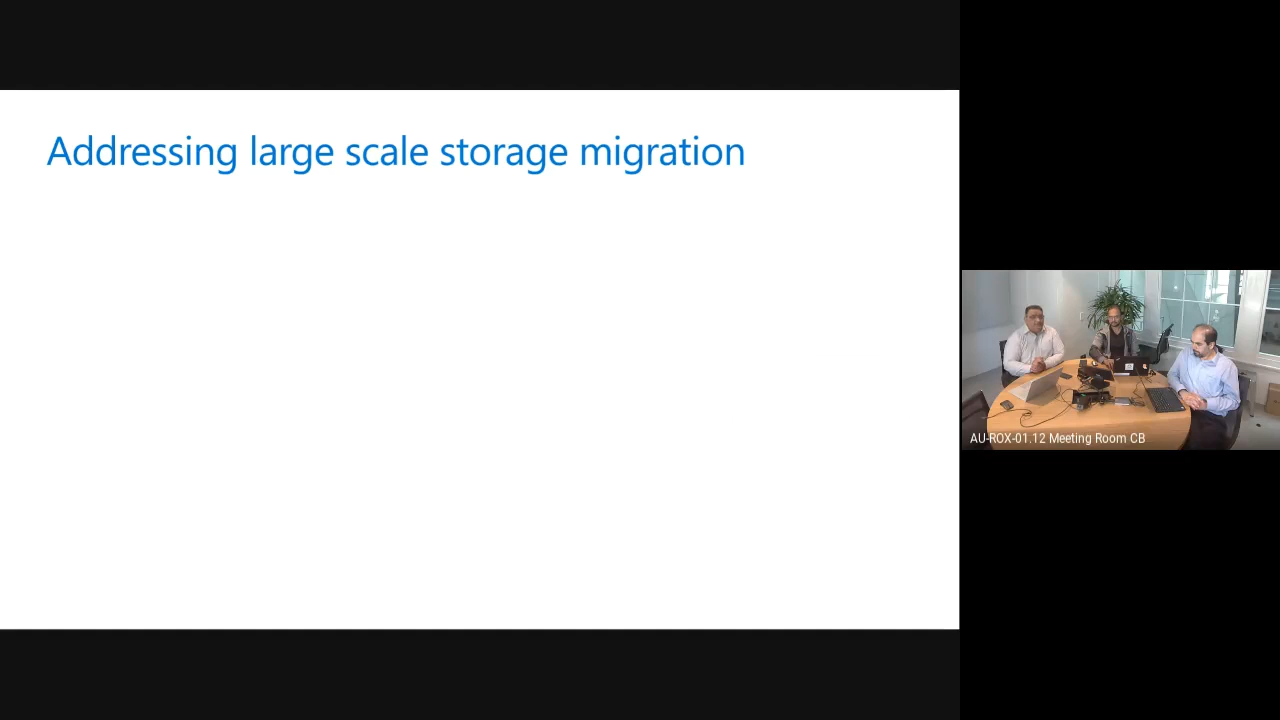 Addressing large scale storage migration
AU-ROX-01.12 Meeting Room CB